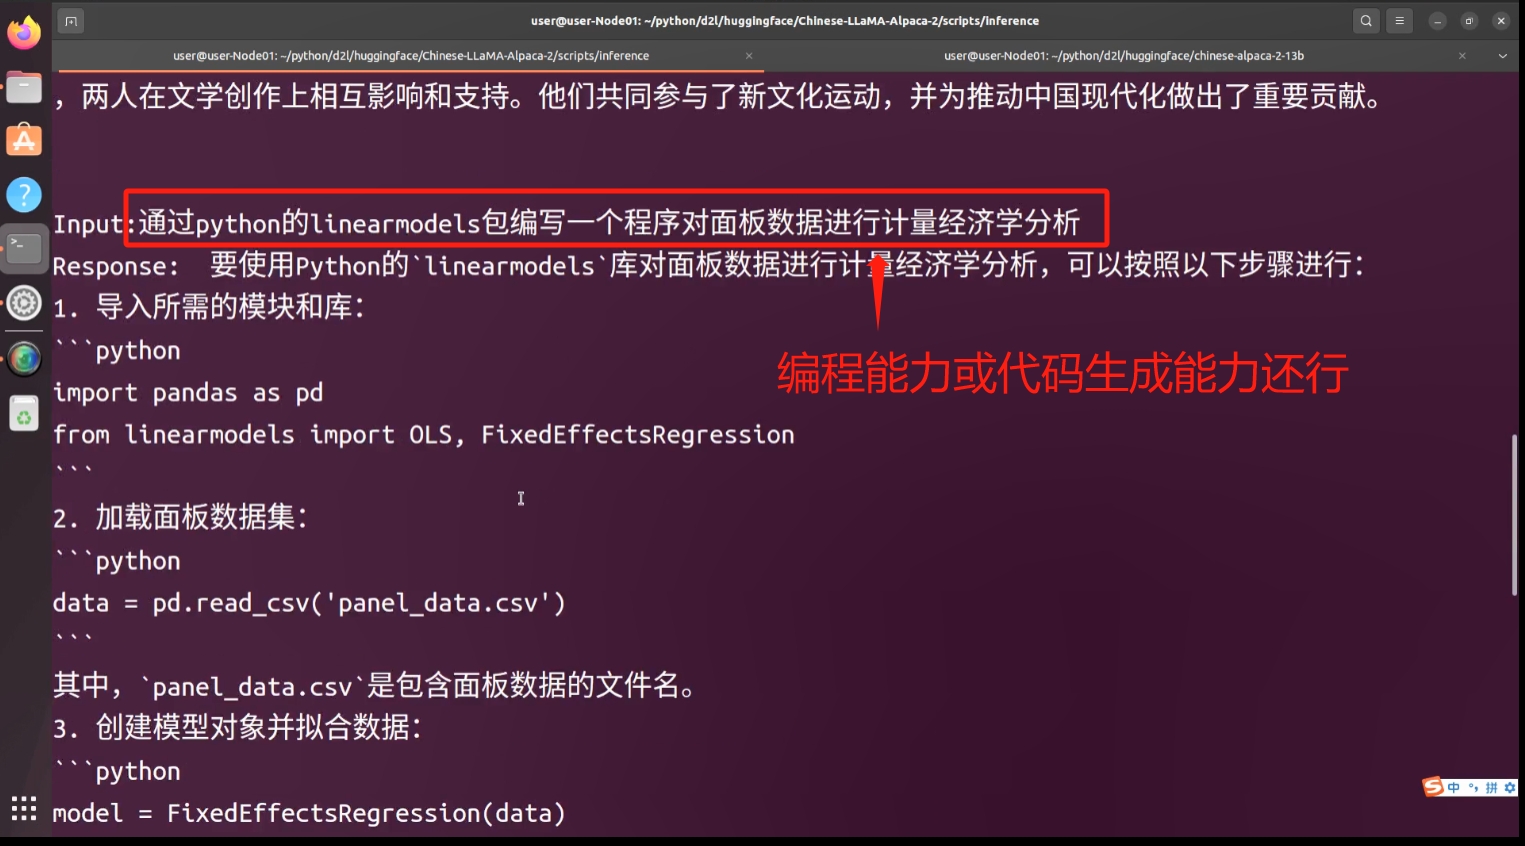 user@user-Node01: ~/python/d2l/huggingface/Chinese-LLaMA-Alpaca-2/scripts/inference
user@user-Node01: ~/python/d2l/huggingface/Chinese-LLaMA-Alpaca-2/scripts/inference
user@user-Node01: ~/python/d2l/huggingface/chinese-alpaca-2-13b
，两人在文学创作上相互影响和支持。他们共同参与了新文化运动，并为推动中国现代化做出了重要贡献。
Input:通过python的linearmodels包编写一个程序对面板数据进行计量经济学分析
Response:  要使用Python的`linearmodels`库对面板数据进行计量经济学分析，可以按照以下步骤进行：
1. 导入所需的模块和库：
```python
编程能力或代码生成能力还行
import pandas as pd
from linearmodels import OLS, FixedEffectsRegression
```
2. 加载面板数据集：
```python
data = pd.read_csv('panel_data.csv')
```
其中，`panel_data.csv`是包含面板数据的文件名。
3. 创建模型对象并拟合数据：
```python
model = FixedEffectsRegression(data)
中 拼